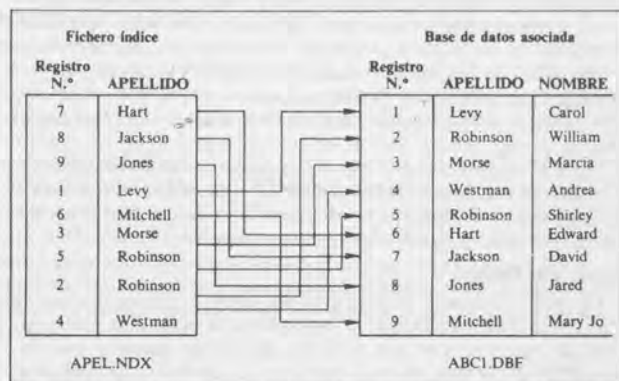 Fichero índice Base de datos asociada
Registro N.º APELLIDO Registro N.º APELLIDO NOMBRE
7 Hart 1 Levy Carol
8 Jackson 2 Robinson William
9 Jones 3 Morse Marcia
1 Levy 4 Westman Andrea
6 Mitchell 5 Robinson Shirley
3 Morse 6 Hart Edward
5 Robinson 7 Jackson David
2 Robinson 8 Jones Jared
4 Westman 9 Mitchell Mary Jo
APEL.NDX ABC1.DBF